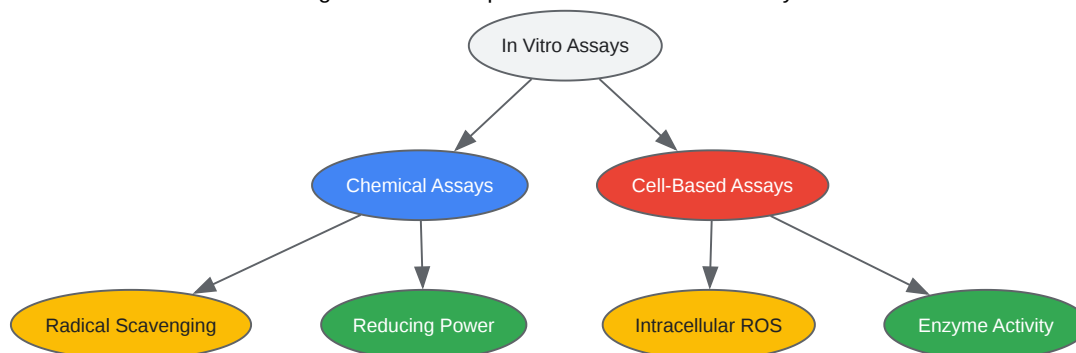 In Vitro Assays
Chemical Assays
Cell-Based Assays
Radical Scavenging
Reducing Power
Intracellular ROS
Enzyme Activity